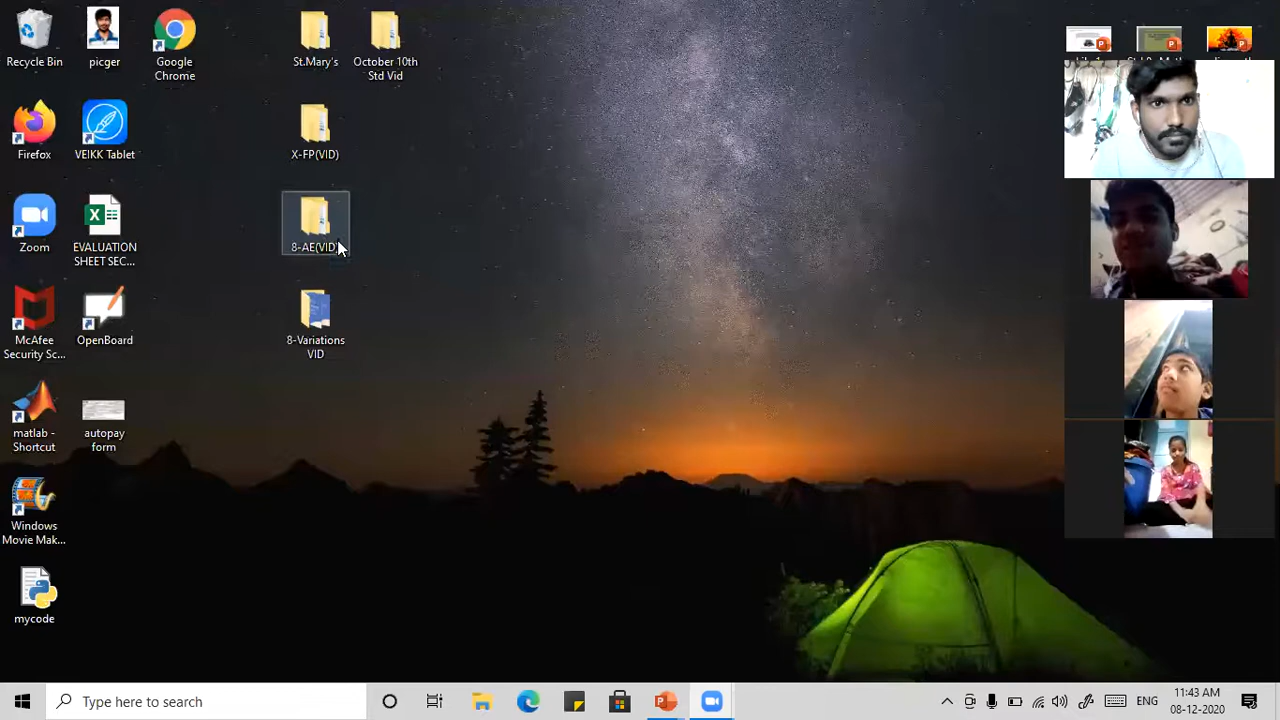 Recycle Bin
picger
Google
Chrome
St.Mary's
October 10th
Std Vid
Firefox
VEIKK Tablet
X-FP(VID)
Zoom
EVALUATION
SHEET SEC...
8-AE(VID)
McAfee
Security Sc...
OpenBoard
8-Variations
VID
matlab -
Shortcut
autopay
form
Windows
Movie Mak...
mycode
Type here to search
ENG
11:43 AM
08-12-2020